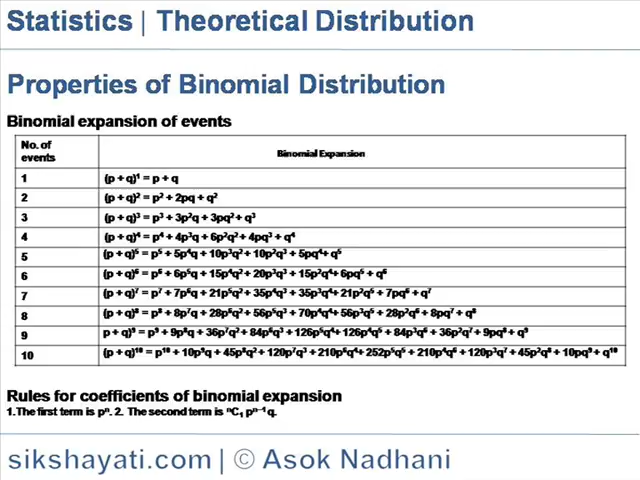 Statistics | Theoretical Distribution
Properties of Binomial Distribution
Binomial expansion of events
No. of events | Binomial Expansion
1 | (p + q)¹ = p + q
2 | (p + q)² = p² + 2pq + q²
3 | (p + q)³ = p³ + 3p²q + 3pq² + q³
4 | (p + q)⁴ = p⁴ + 4p³q + 6p²q² + 4pq³ + q⁴
5 | (p + q)⁵ = p⁵ + 5p⁴q + 10p³q² + 10p²q³ + 5pq⁴ + q⁵
6 | (p + q)⁶ = p⁶ + 6p⁵q + 15p⁴q² + 20p³q³ + 15p²q⁴ + 6pq⁵ + q⁶
7 | (p + q)⁷ = p⁷ + 7p⁶q + 21p⁵q² + 35p⁴q³ + 35p³q⁴ + 21p²q⁵ + 7pq⁶ + q⁷
8 | (p + q)⁸ = p⁸ + 8p⁷q + 28p⁶q² + 56p⁵q³ + 70p⁴q⁴ + 56p³q⁵ + 28p²q⁶ + 8pq⁷ + q⁸
9 | p + q)⁹ = p⁹ + 9p⁸q + 36p⁷q² + 84p⁶q³ + 126p⁵q⁴ + 126p⁴q⁵ + 84p³q⁶ + 36p²q⁷ + 9pq⁸ + q⁹
10 | (p + q)¹⁰ = p¹⁰ + 10p⁹q + 45p⁸q² + 120p⁷q³ + 210p⁶q⁴ + 252p⁵q⁵ + 210p⁴q⁶ + 120p³q⁷ + 45p²q⁸ + 10pq⁹ + q¹⁰
Rules for coefficients of binomial expansion
1.The first term is pⁿ. 2. The second term is ⁿC₁ pⁿ⁻¹ q.
sikshayati.com | © Asok Nadhani